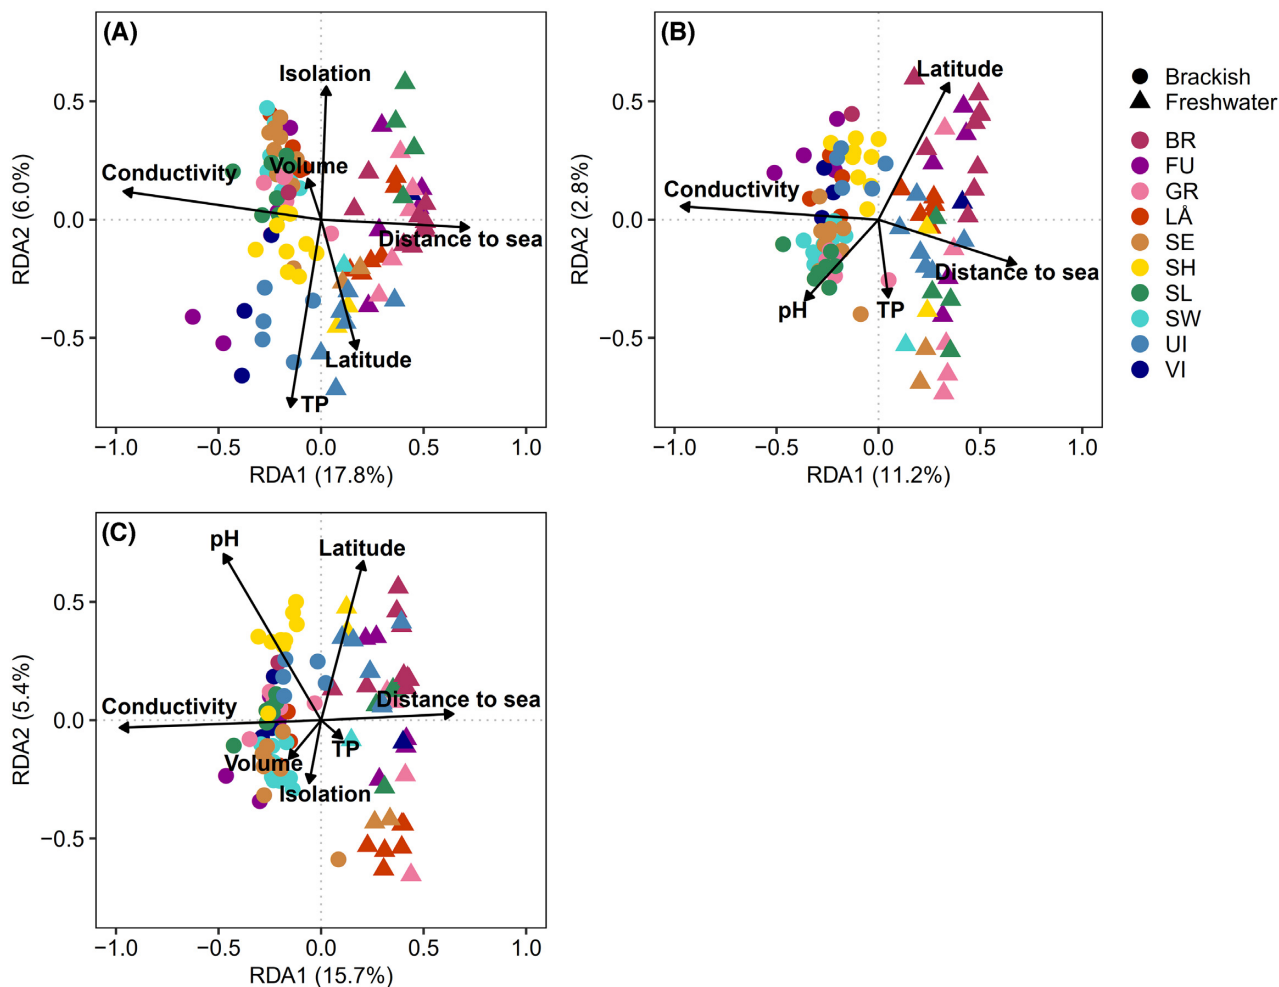 (A)
Isolation
Volume
Conductivity
Distance to sea
Latitude
TP
0.5
0.0
−0.5
RDA2 (6.0%)
−1.0 −0.5 0.0 0.5 1.0
RDA1 (17.8%)
(B)
Latitude
Conductivity
Distance to sea
pH
TP
0.5
0.0
−0.5
RDA2 (2.8%)
−1.0 −0.5 0.0 0.5 1.0
RDA1 (11.2%)
Brackish
Freshwater
BR
FU
GR
LÅ
SE
SH
SL
SW
UI
VI
(C)
pH
Latitude
Conductivity
Distance to sea
Volume
TP
Isolation
0.5
0.0
−0.5
RDA2 (5.4%)
−1.0 −0.5 0.0 0.5 1.0
RDA1 (15.7%)